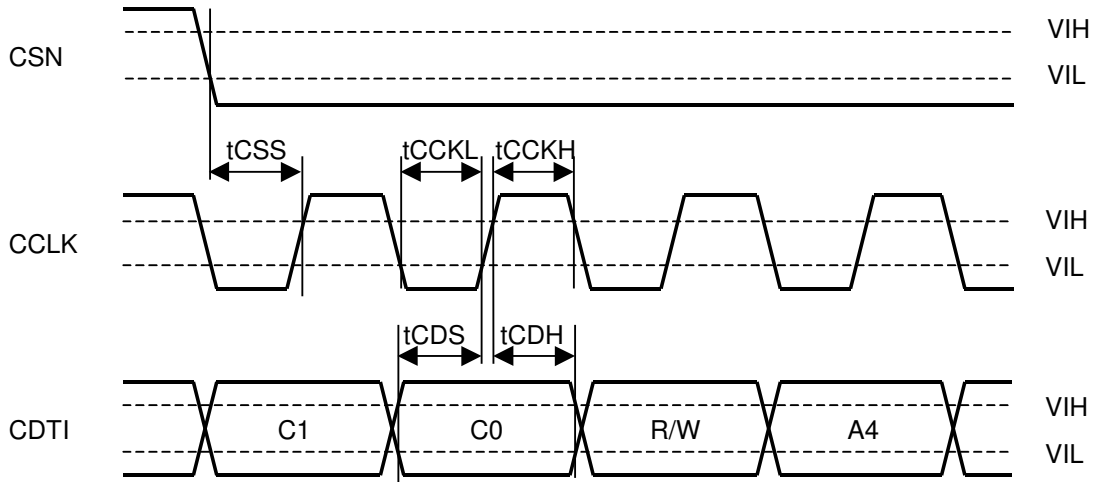 CSN
VIH
VIL
tCSS
tCCKL
tCCKH
CCLK
VIH
VIL
tCDS
tCDH
CDTI
C1
C0
R/W
A4
VIH
VIL